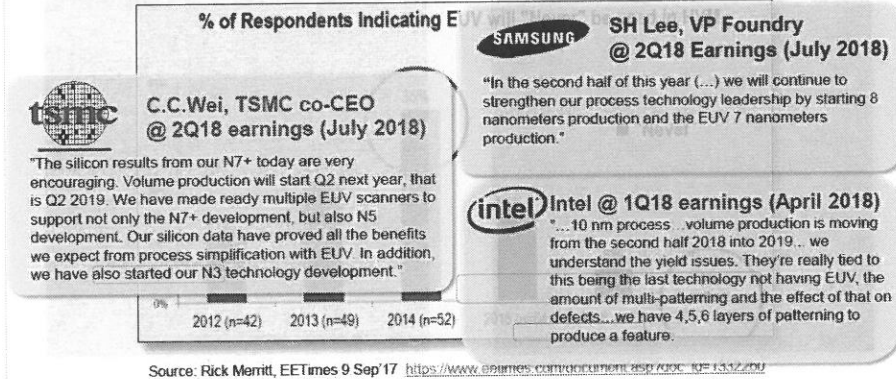 % of Respondents Indicating EUV will "Never" be
SAMSUNG
SH Lee, VP Foundry
@ 2Q18 Earnings (July 2018)
"In the second half of this year (...) we will continue to
strengthen our process technology leadership by starting 8
nanometers production and the EUV 7 nanometers
production."
Never
tsmc
C.C.Wei, TSMC co-CEO
@ 2Q18 earnings (July 2018)
"The silicon results from our N7+ today are very
encouraging. Volume production will start Q2 next year, that
is Q2 2019. We have made ready multiple EUV scanners to
support not only the N7+ development, but also N5
development. Our silicon data have proved all the benefits
we expect from process simplification with EUV. In addition,
we have also started our N3 technology development."
intel
Intel @ 1Q18 earnings (April 2018)
"...10 nm process...volume production is moving
from the second half 2018 into 2019... we
understand the yield issues. They're really tied to
this being the last technology not having EUV, the
amount of multi-patterning and the effect of that on
defects...we have 4,5,6 layers of patterning to
produce a feature.
0%
2012 (n=42) 2013 (n=49) 2014 (n=52)
Source: Rick Merritt, EETimes 9 Sep'17